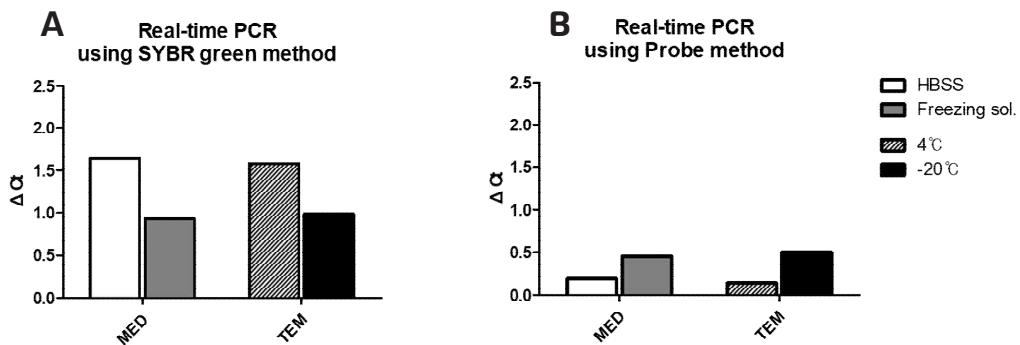 A
Real-time PCR
using SYBR green method
2.5
2.0
1.5
1.0
0.5
0.0
Δ Ct
MED
TEM
B
Real-time PCR
using Probe method
2.5
2.0
1.5
1.0
0.5
0.0
Δ Ct
MED
TEM
HBSS
Freezing sol.
4℃
-20℃